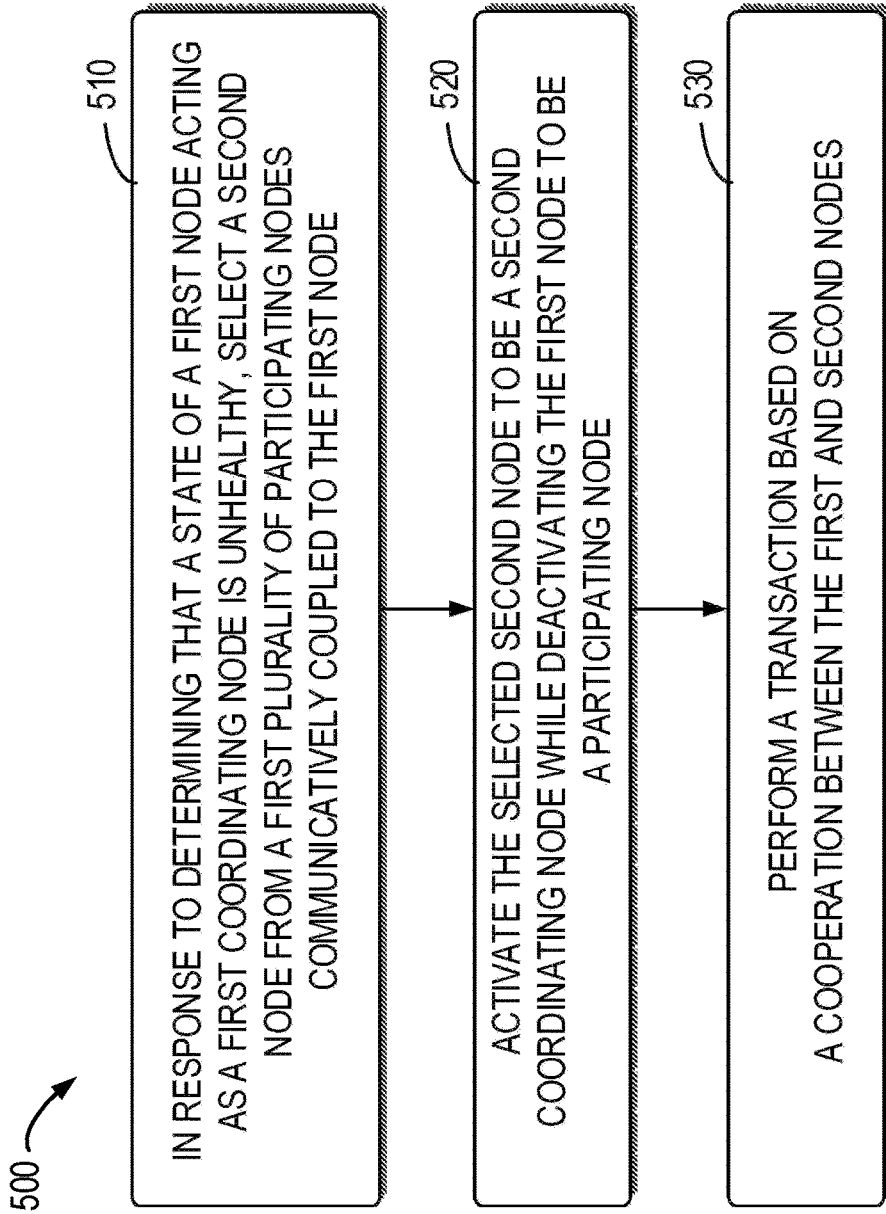 500
510
IN RESPONSE TO DETERMINING THAT A STATE OF A FIRST NODE ACTING
AS A FIRST COORDINATING NODE IS UNHEALTHY, SELECT A SECOND
NODE FROM A FIRST PLURALITY OF PARTICIPATING NODES
COMMUNICATIVELY COUPLED TO THE FIRST NODE
520
ACTIVATE THE SELECTED SECOND NODE TO BE A SECOND
COORDINATING NODE WHILE DEACTIVATING THE FIRST NODE TO BE
A PARTICIPATING NODE
530
PERFORM A TRANSACTION BASED ON
A COOPERATION BETWEEN THE FIRST AND SECOND NODES